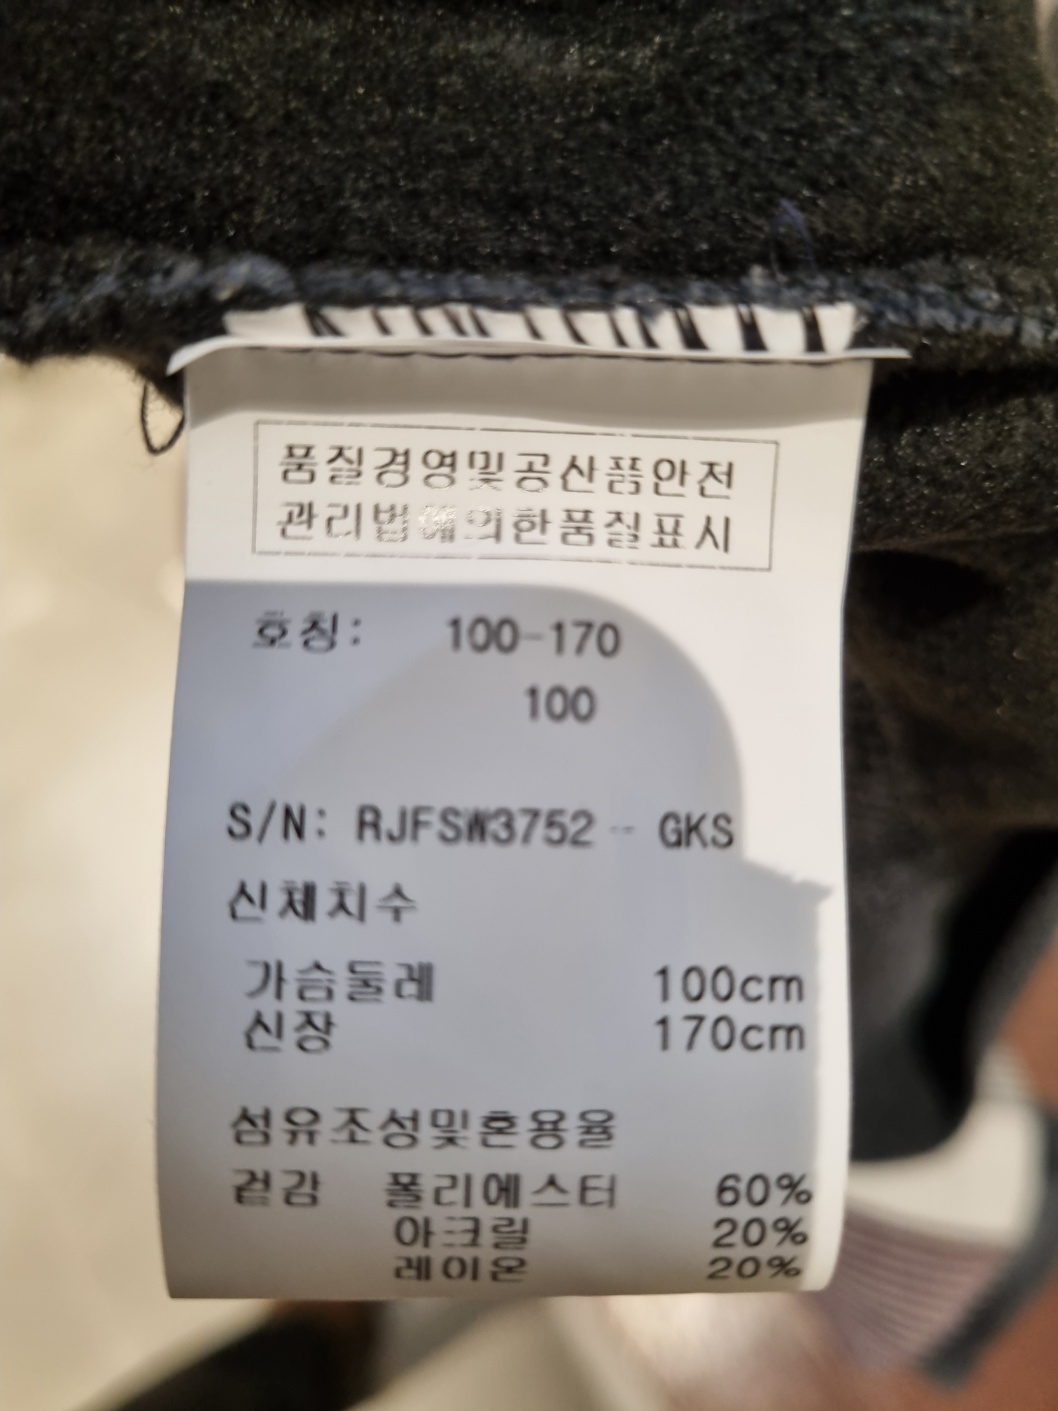 품질경영및공산품안전
관리법에의한품질표시
호칭: 100-170
100
S/N: RJFSW3752 - GKS
신체치수
가슴둘레 100cm
신장 170cm
섬유조성및혼용율
겉감 폴리에스터 60%
아크릴 20%
레이온 20%